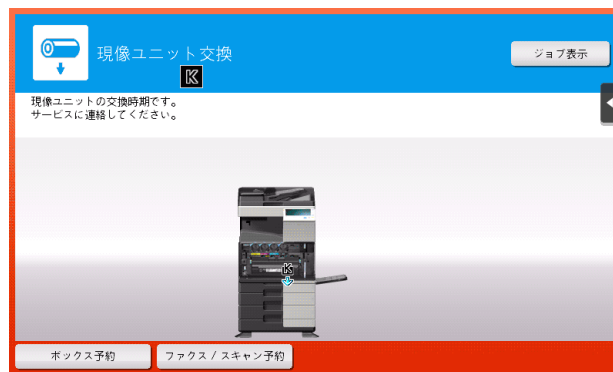 現像ユニット交換
K
ジョブ表示
現像ユニットの交換時期です。
サービスに連絡してください。
K
ボックス予約
ファクス / スキャン予約